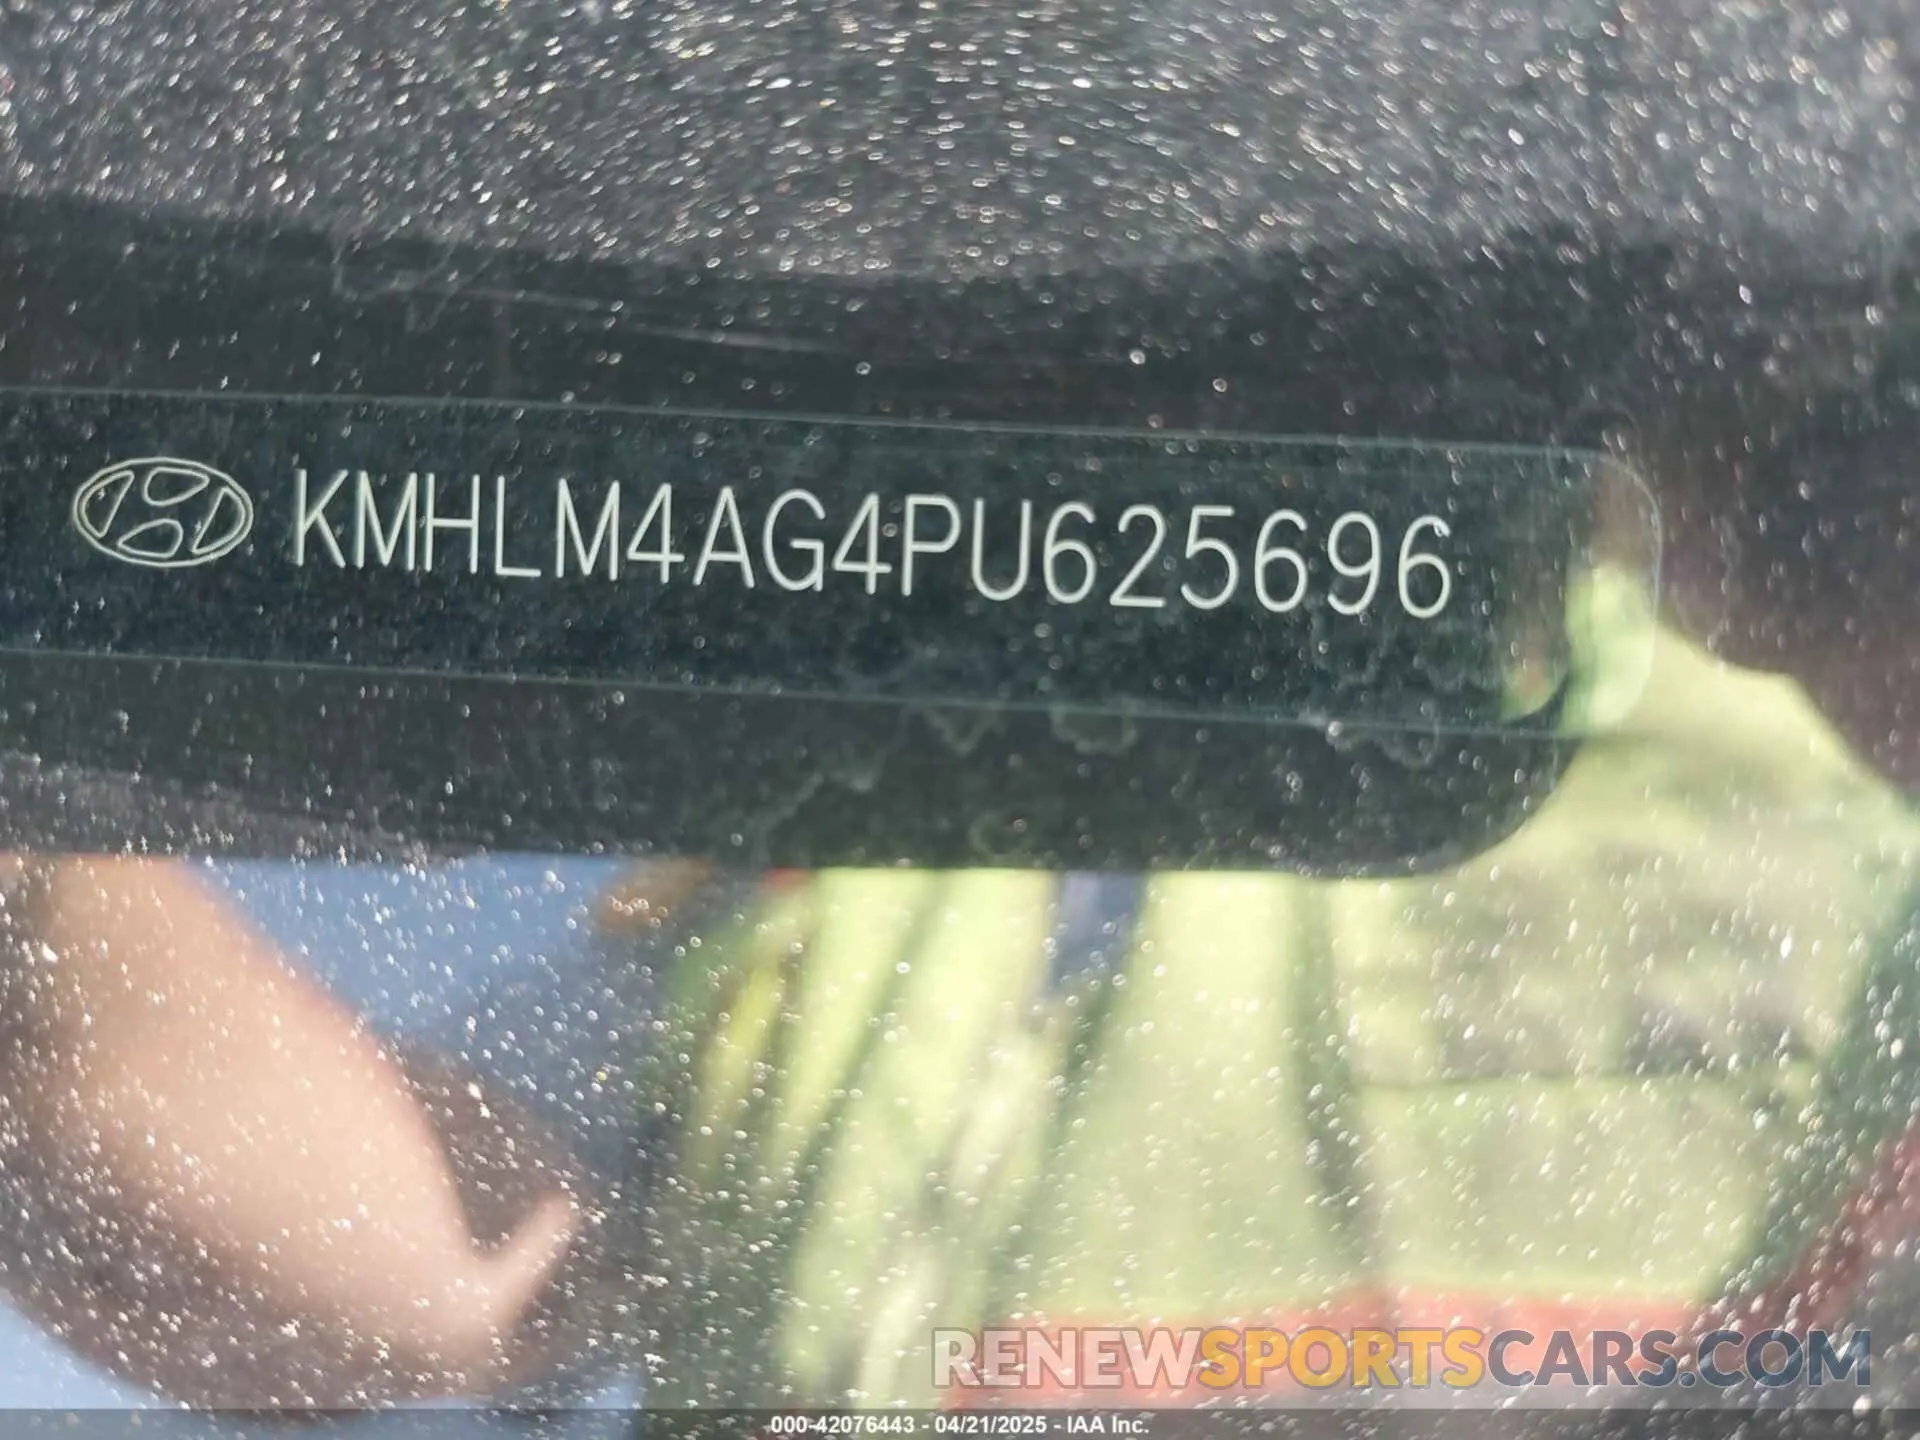 KMHLM4AG4PU625696
RENEWSPORTSCARS.COM
000-42076443 - 04/21/2025 - IAA Inc.